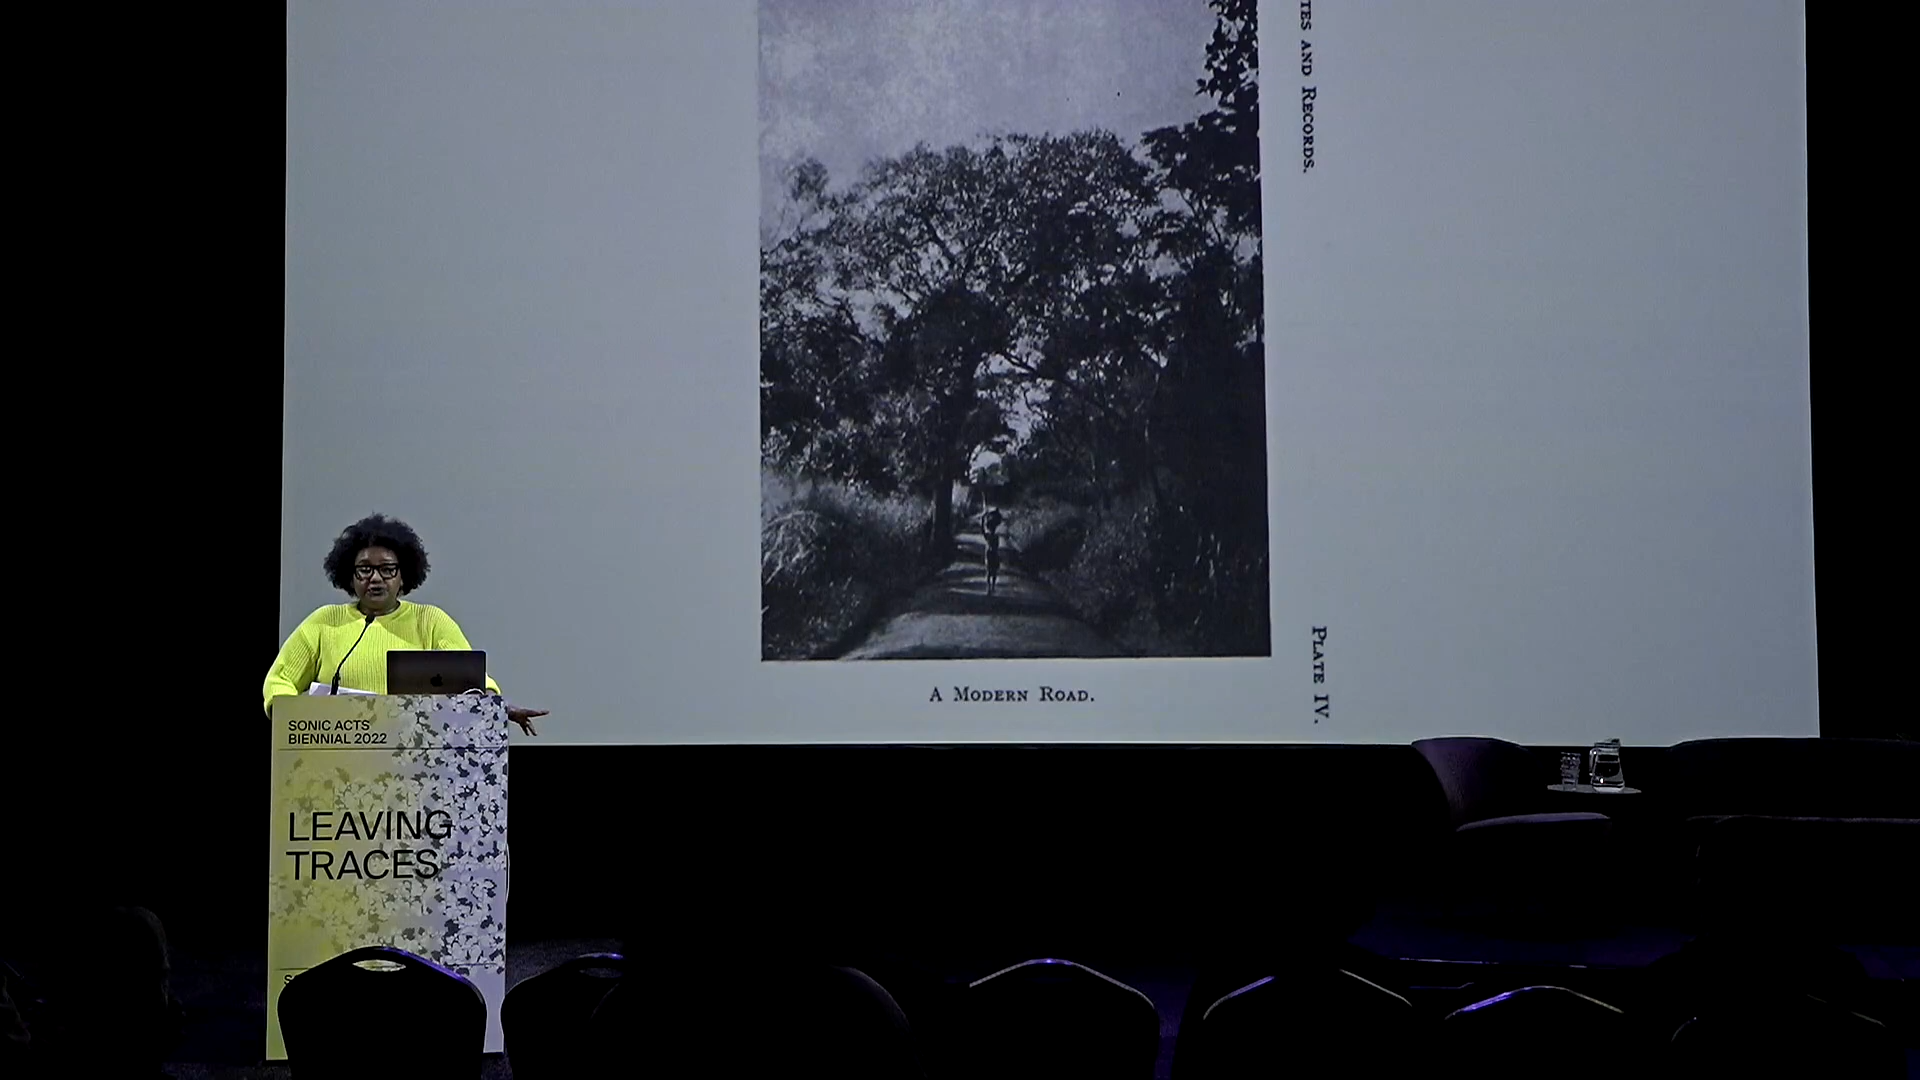 TES AND RECORDS.
A MODERN ROAD.
PLATE IV.
SONIC ACTS
BIENNIAL 2022
LEAVING
TRACES